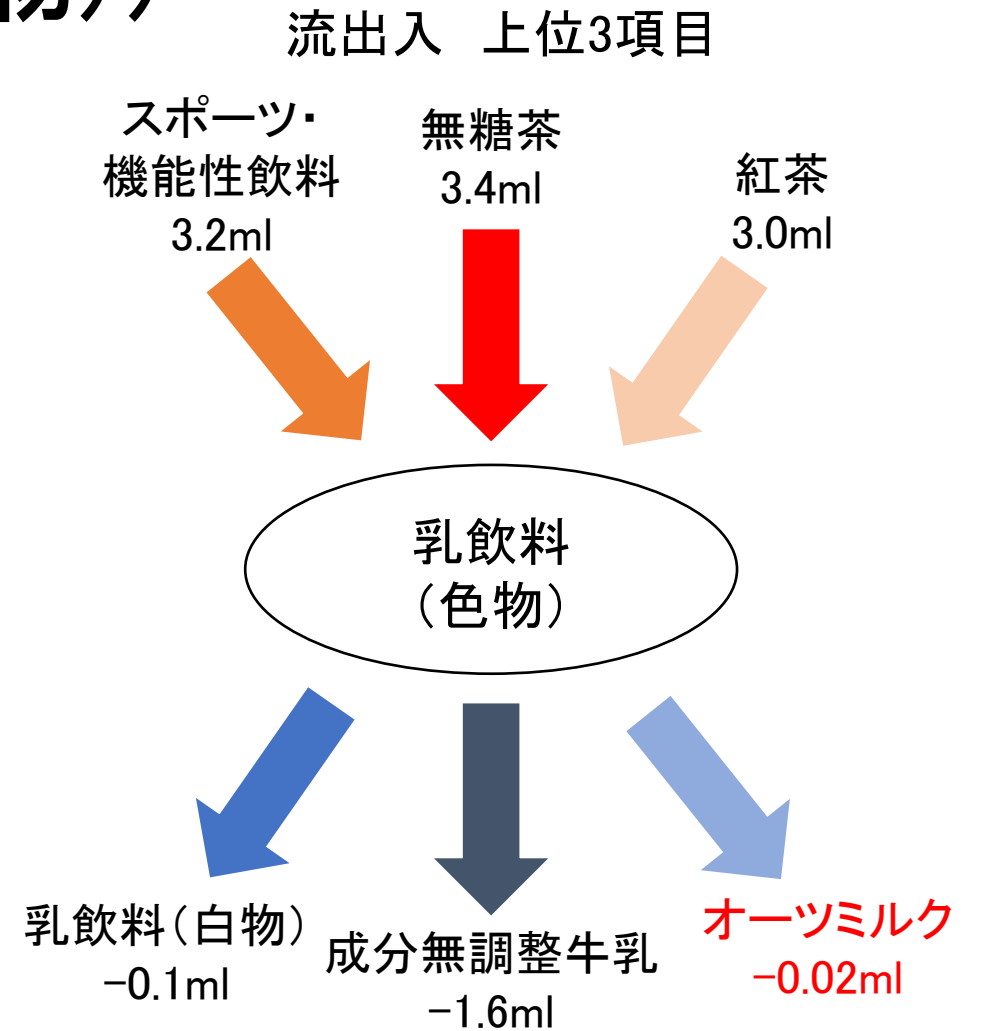 流出入 上位3項目
スポーツ・
機能性飲料
3.2ml
無糖茶
3.4ml
紅茶
3.0ml
乳飲料
（色物）
乳飲料（白物）
-0.1ml
成分無調整牛乳
-1.6ml
オーツミルク
-0.02ml